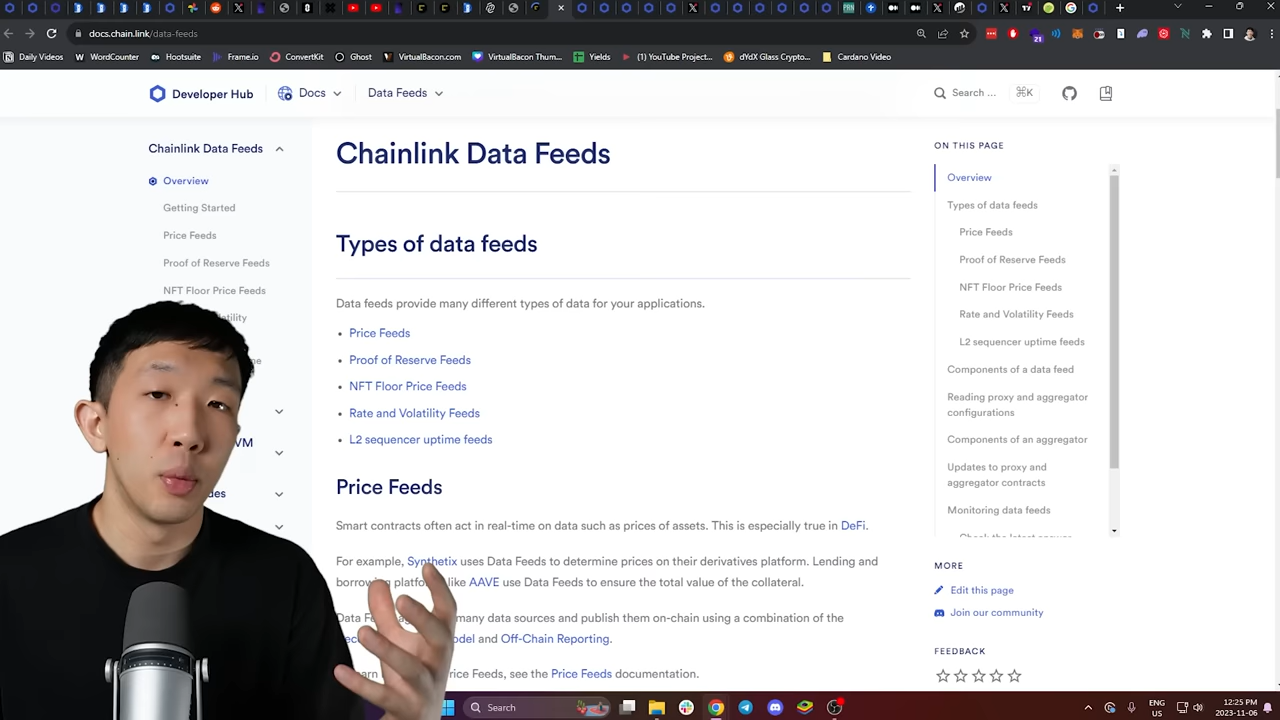 docs.chain.link/data-feeds
21
Daily Videos
WordCounter
Hootsuite
Frame.io
ConvertKit
Ghost
VirtualBacon.com
VirtualBacon Thum...
Yields
(1) YouTube Project...
dYdX Glass Crypto...
Cardano Video
Developer Hub
Docs
Data Feeds
Search ...
⌘K
Chainlink Data Feeds
Overview
Getting Started
Price Feeds
Proof of Reserve Feeds
NFT Floor Price Feeds
Chainlink Data Feeds
Types of data feeds
Data feeds provide many different types of data for your applications.
• Price Feeds
• Proof of Reserve Feeds
• NFT Floor Price Feeds
• Rate and Volatility Feeds
• L2 sequencer uptime feeds
Price Feeds
Smart contracts often act in real-time on data such as prices of assets. This is especially true in DeFi.
For example, Synthetix uses Data Feeds to determine prices on their derivatives platform. Lending and
borrowing like AAVE use Data Feeds to ensure the total value of the collateral.
Data many data sources and publish them on-chain using a combination of the
and Off-Chain Reporting.
Feeds, see the Price Feeds documentation.
ON THIS PAGE
Overview
Types of data feeds
Price Feeds
Proof of Reserve Feeds
NFT Floor Price Feeds
Rate and Volatility Feeds
L2 sequencer uptime feeds
Components of a data feed
Reading proxy and aggregator
configurations
Components of an aggregator
Updates to proxy and
aggregator contracts
Monitoring data feeds
Check the latest answer
MORE
Edit this page
Join our community
FEEDBACK
Search
ENG
US
12:25 PM
2023-11-06